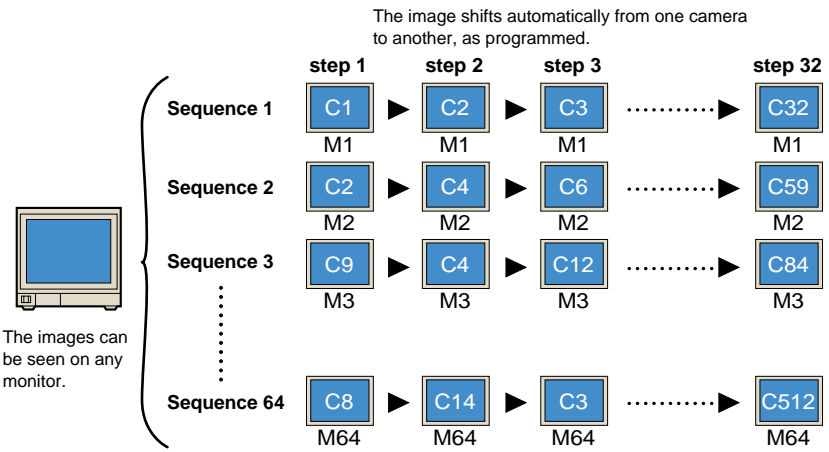 The image shifts automatically from one camera
to another, as programmed.
step 1 step 2 step 3 step 32
Sequence 1 C1 C2 C3 C32
M1 M1 M1 M1
Sequence 2 C2 C4 C6 C59
M2 M2 M2 M2
Sequence 3 C9 C4 C12 C84
M3 M3 M3 M3
The images can
be seen on any
monitor.
Sequence 64 C8 C14 C3 C512
M64 M64 M64 M64